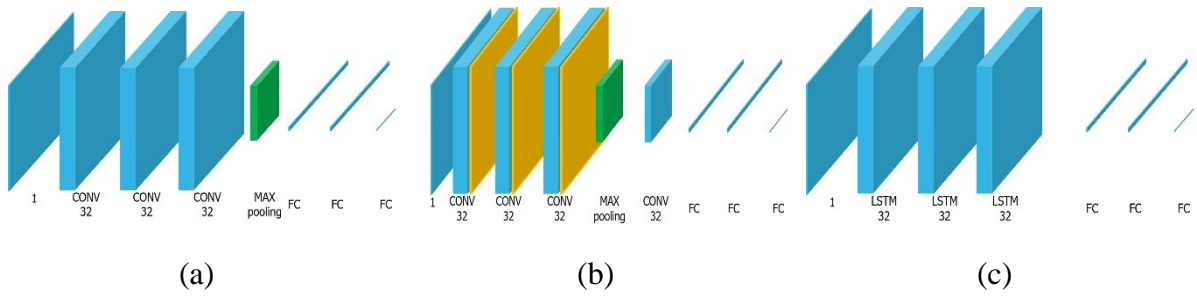 1 CONV 32 CONV 32 CONV 32 MAX pooling FC FC FC
(a)
1 CONV 32 CONV 32 CONV 32 MAX pooling CONV 32 FC FC FC
(b)
1 LSTM 32 LSTM 32 LSTM 32 FC FC FC
(c)